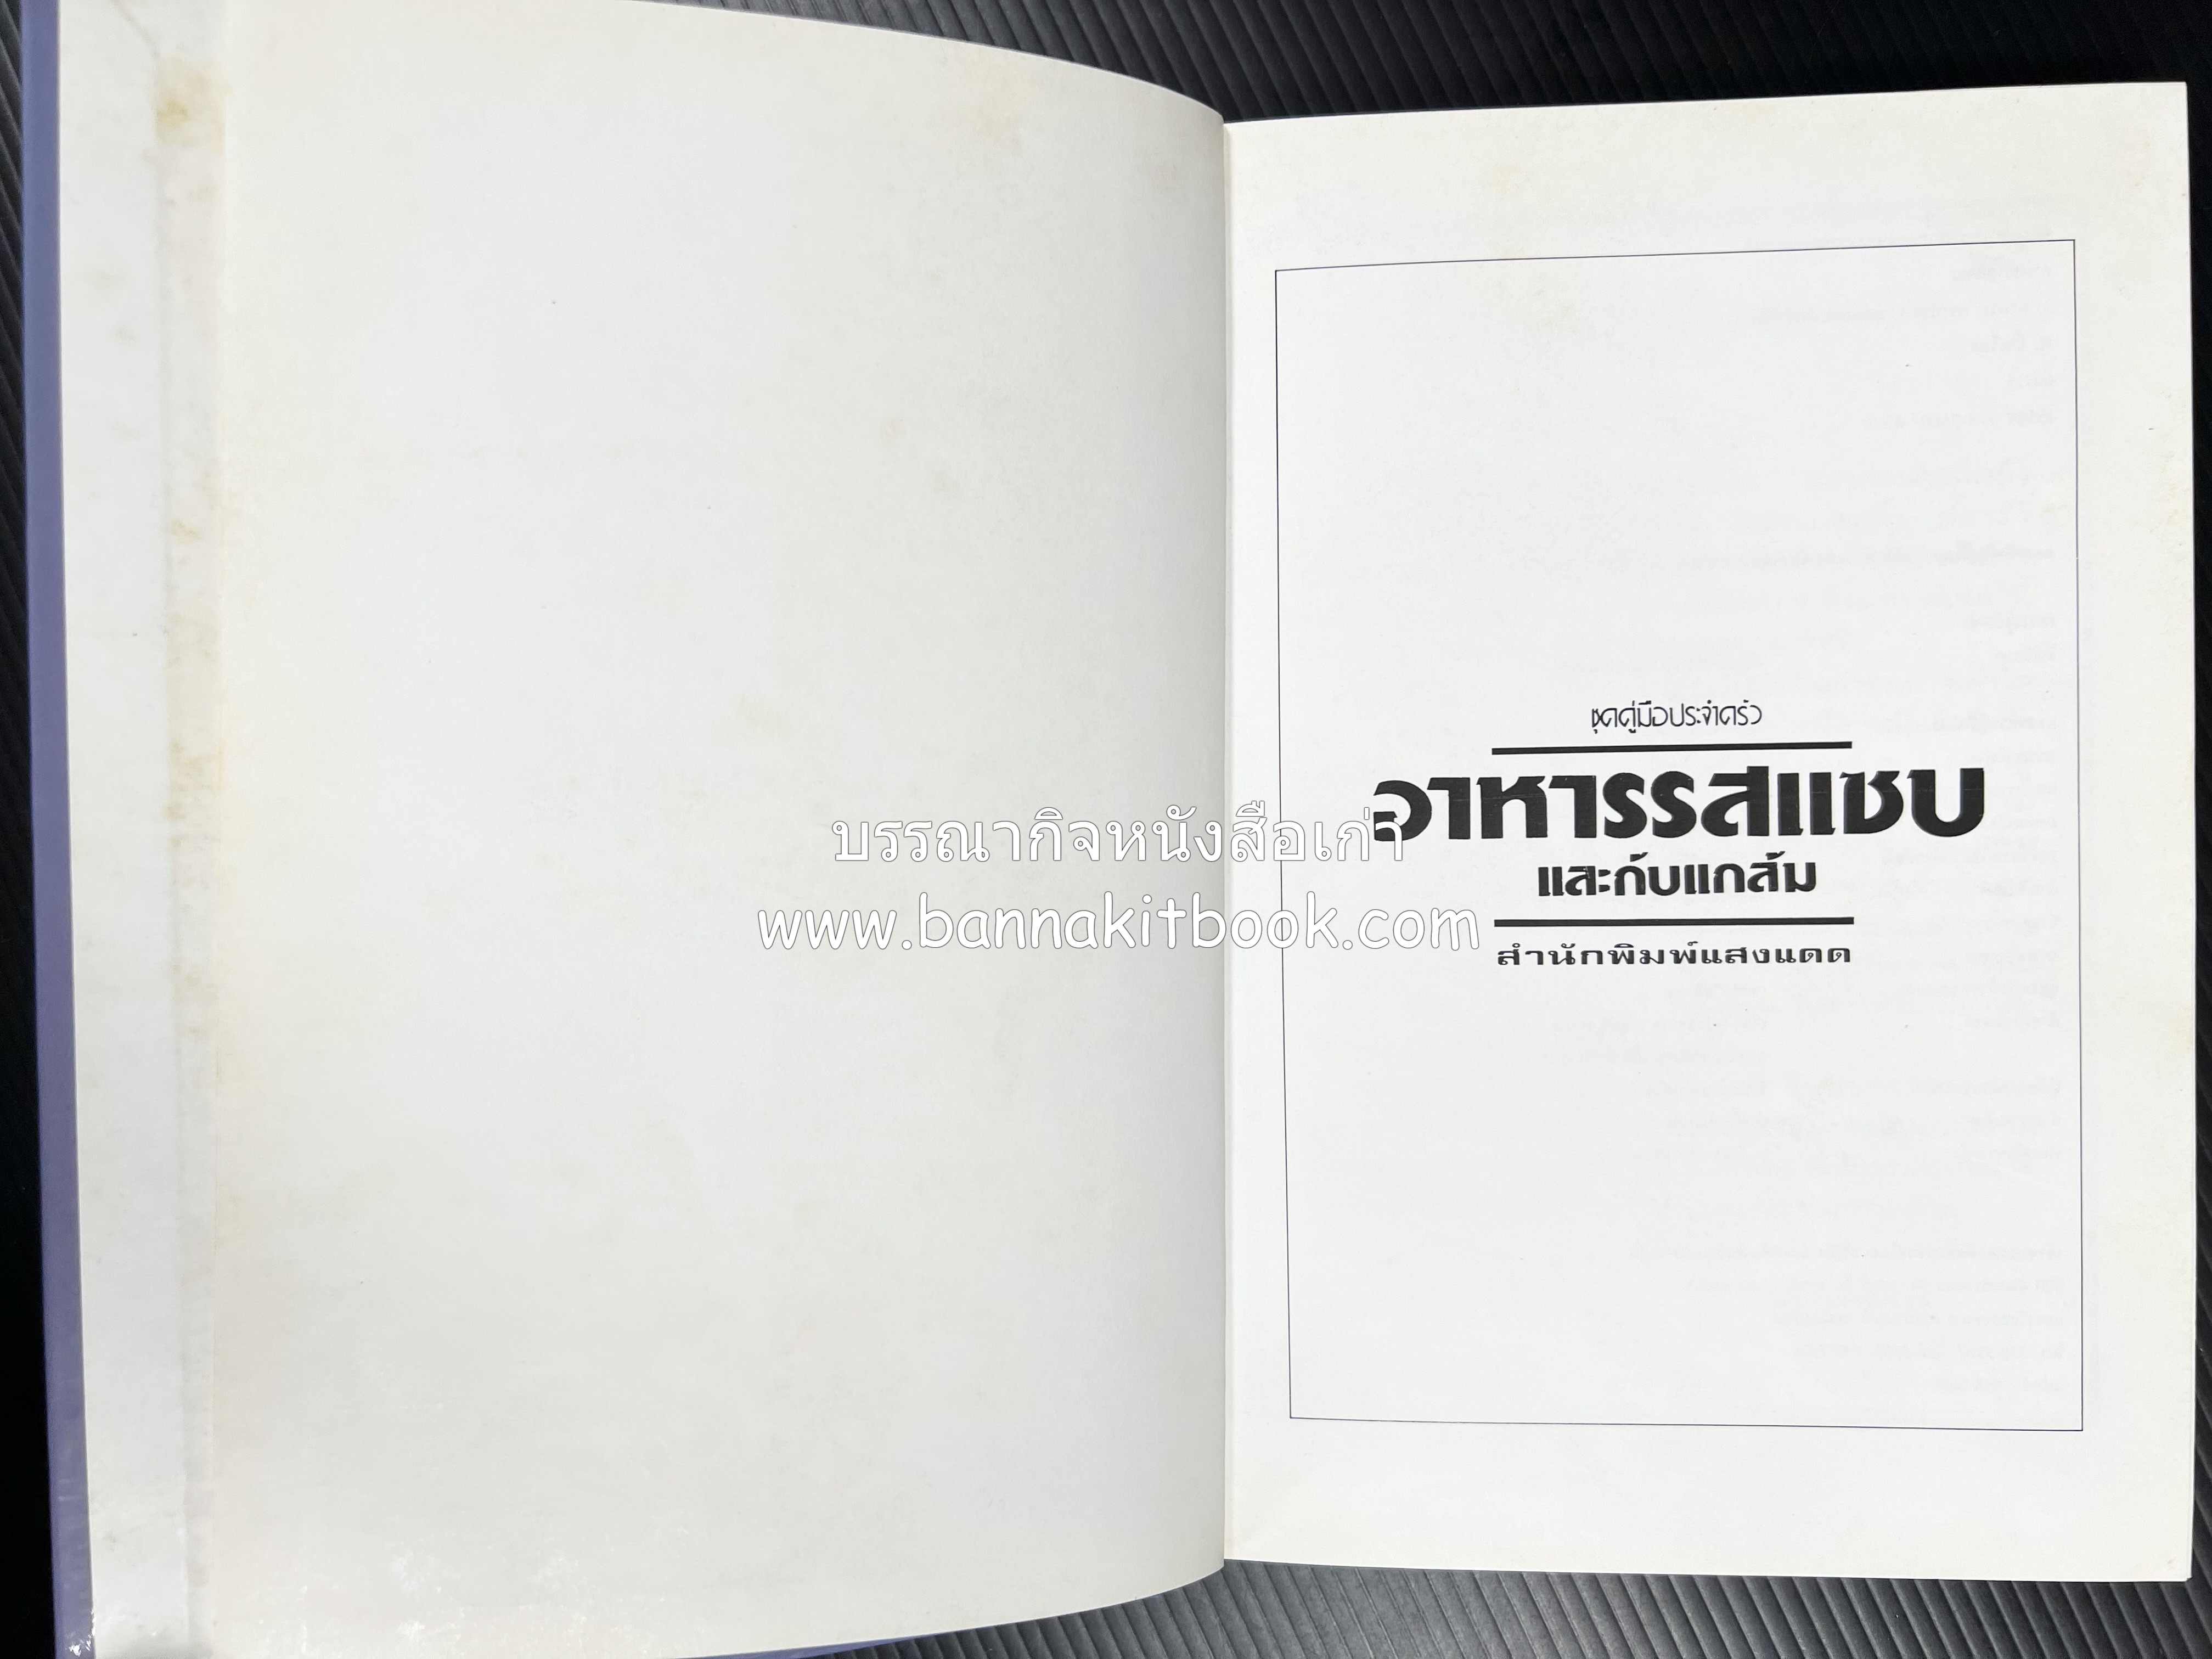 ชุดคู่มือประจำครัว
อาหารรสแซบ
และกับแกล้ม
สำนักพิมพ์แสงแดด
บรรณากิจหนังสือเก่า
www.bannakitbook.com